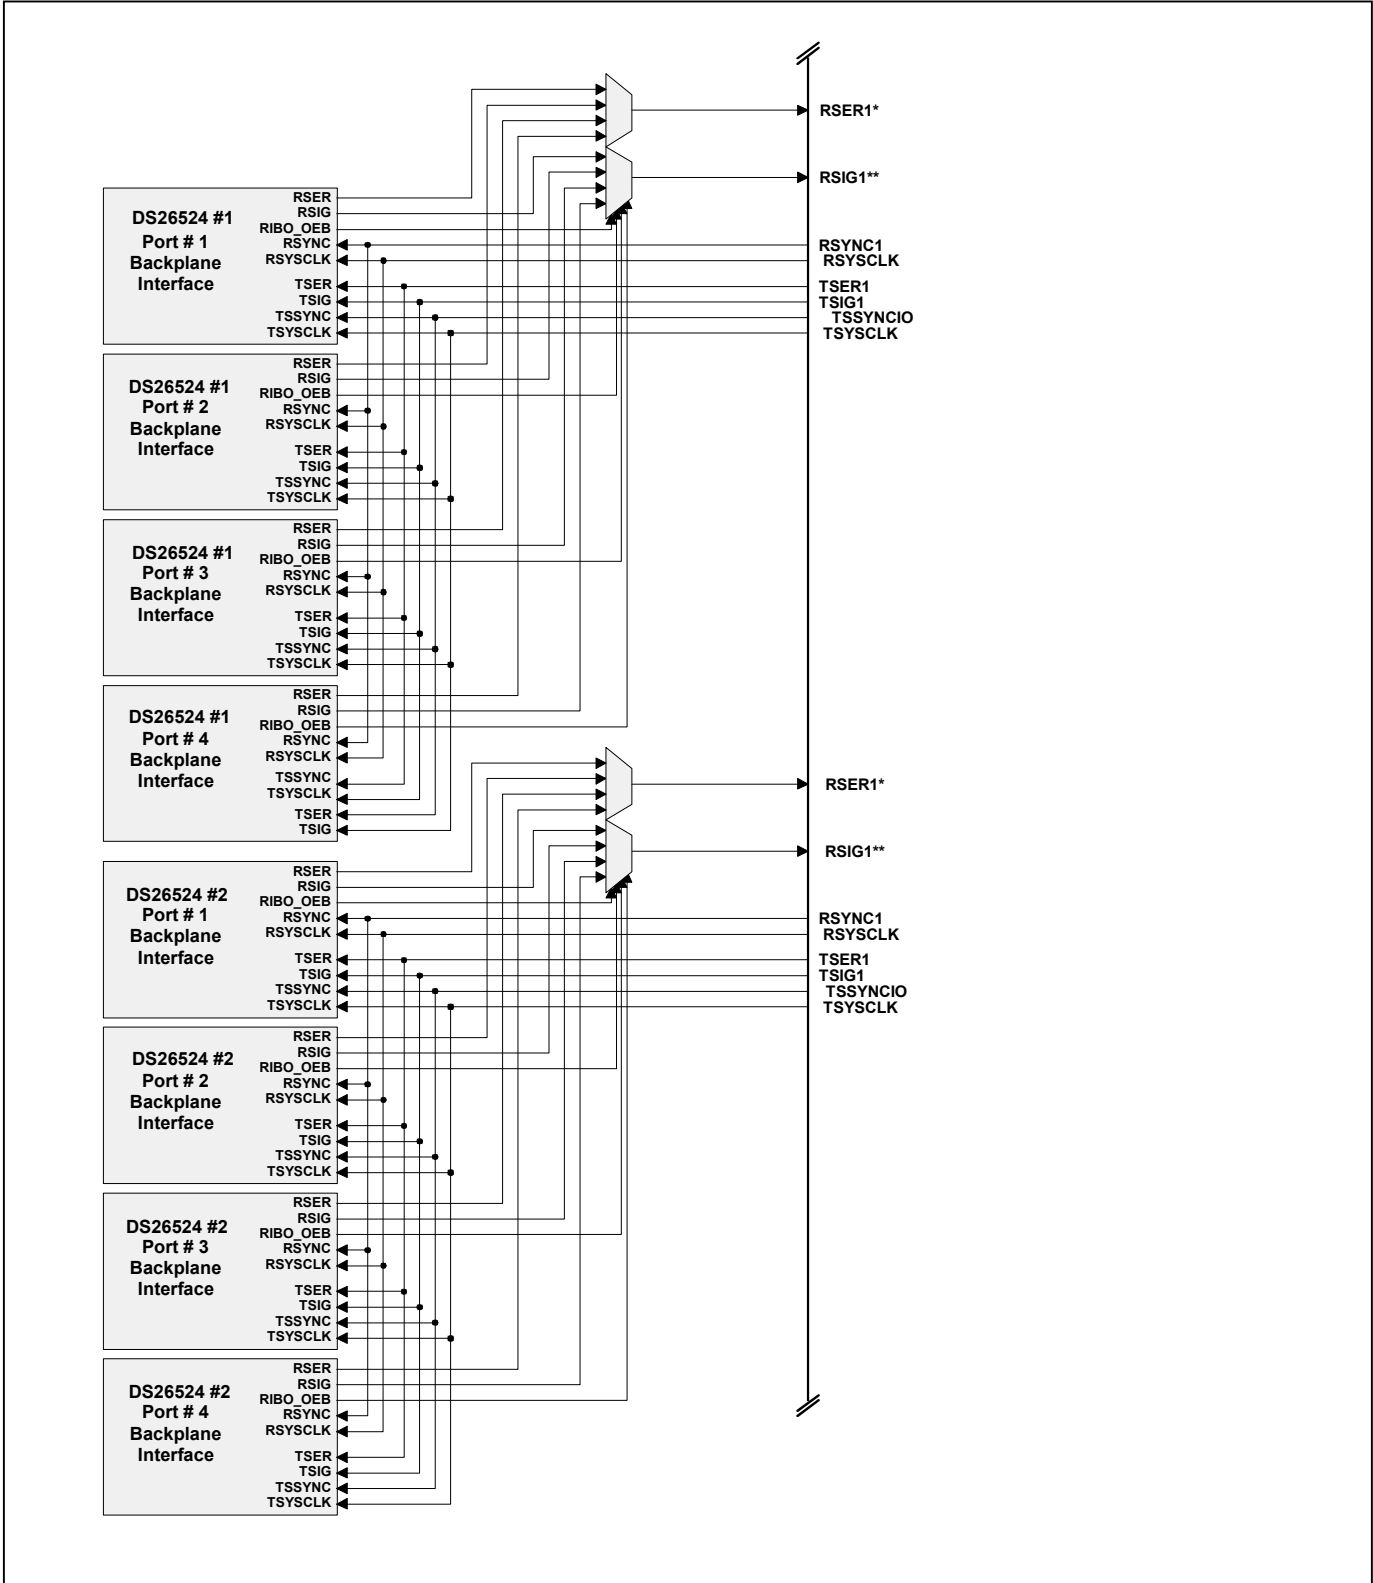 RSER1*
RSIG1**
DS26524 #1
Port # 1
Backplane
Interface
RSER
RSIG
RIBO_OEB
RSYNC
RSYSCLK
TSER
TSIG
TSSYNC
TSYSCLK
RSYNC1
RSYSCLK
TSER1
TSIG1
TSSYNCIO
TSYSCLK
DS26524 #1
Port # 2
Backplane
Interface
RSER
RSIG
RIBO_OEB
RSYNC
RSYSCLK
TSER
TSIG
TSSYNC
TSYSCLK
DS26524 #1
Port # 3
Backplane
Interface
RSER
RSIG
RIBO_OEB
RSYNC
RSYSCLK
TSER
TSIG
TSSYNC
TSYSCLK
DS26524 #1
Port # 4
Backplane
Interface
RSER
RSIG
RIBO_OEB
RSYNC
RSYSCLK
TSSYNC
TSYSCLK
TSER
TSIG
RSER1*
RSIG1**
DS26524 #2
Port # 1
Backplane
Interface
RSER
RSIG
RIBO_OEB
RSYNC
RSYSCLK
TSER
TSIG
TSSYNC
TSYSCLK
RSYNC1
RSYSCLK
TSER1
TSIG1
TSSYNCIO
TSYSCLK
DS26524 #2
Port # 2
Backplane
Interface
RSER
RSIG
RIBO_OEB
RSYNC
RSYSCLK
TSER
TSIG
TSSYNC
TSYSCLK
DS26524 #2
Port # 3
Backplane
Interface
RSER
RSIG
RIBO_OEB
RSYNC
RSYSCLK
TSER
TSIG
TSSYNC
TSYSCLK
DS26524 #2
Port # 4
Backplane
Interface
RSER
RSIG
RIBO_OEB
RSYNC
RSYSCLK
TSER
TSIG
TSSYNC
TSYSCLK